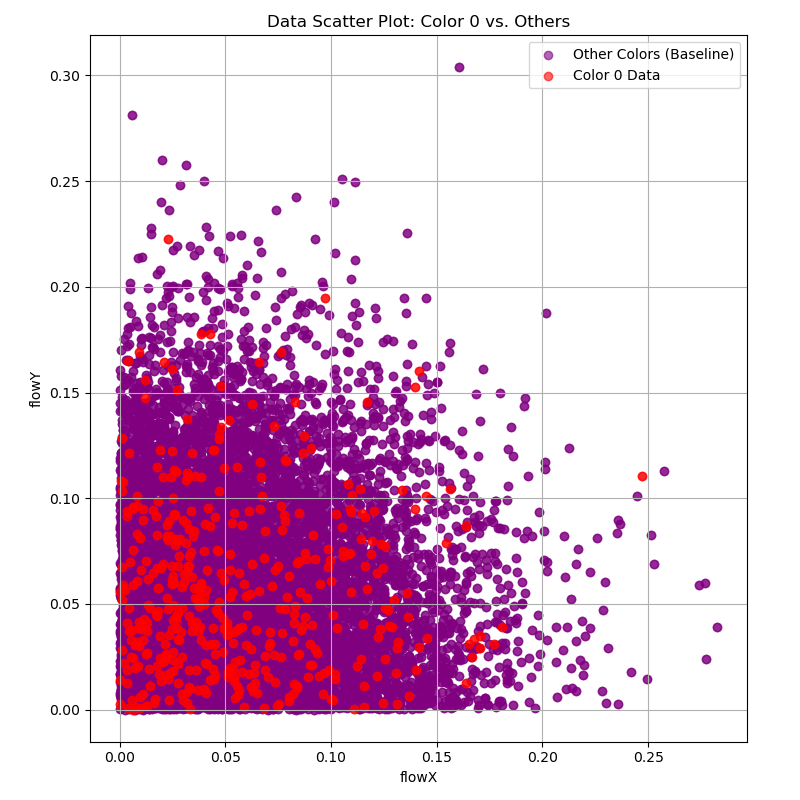 Data Scatter Plot: Color 0 vs. Others
Other Colors (Baseline)
Color 0 Data
flowY
0.30
0.25
0.20
0.15
0.10
0.05
0.00
0.00 0.05 0.10 0.15 0.20 0.25
flowX